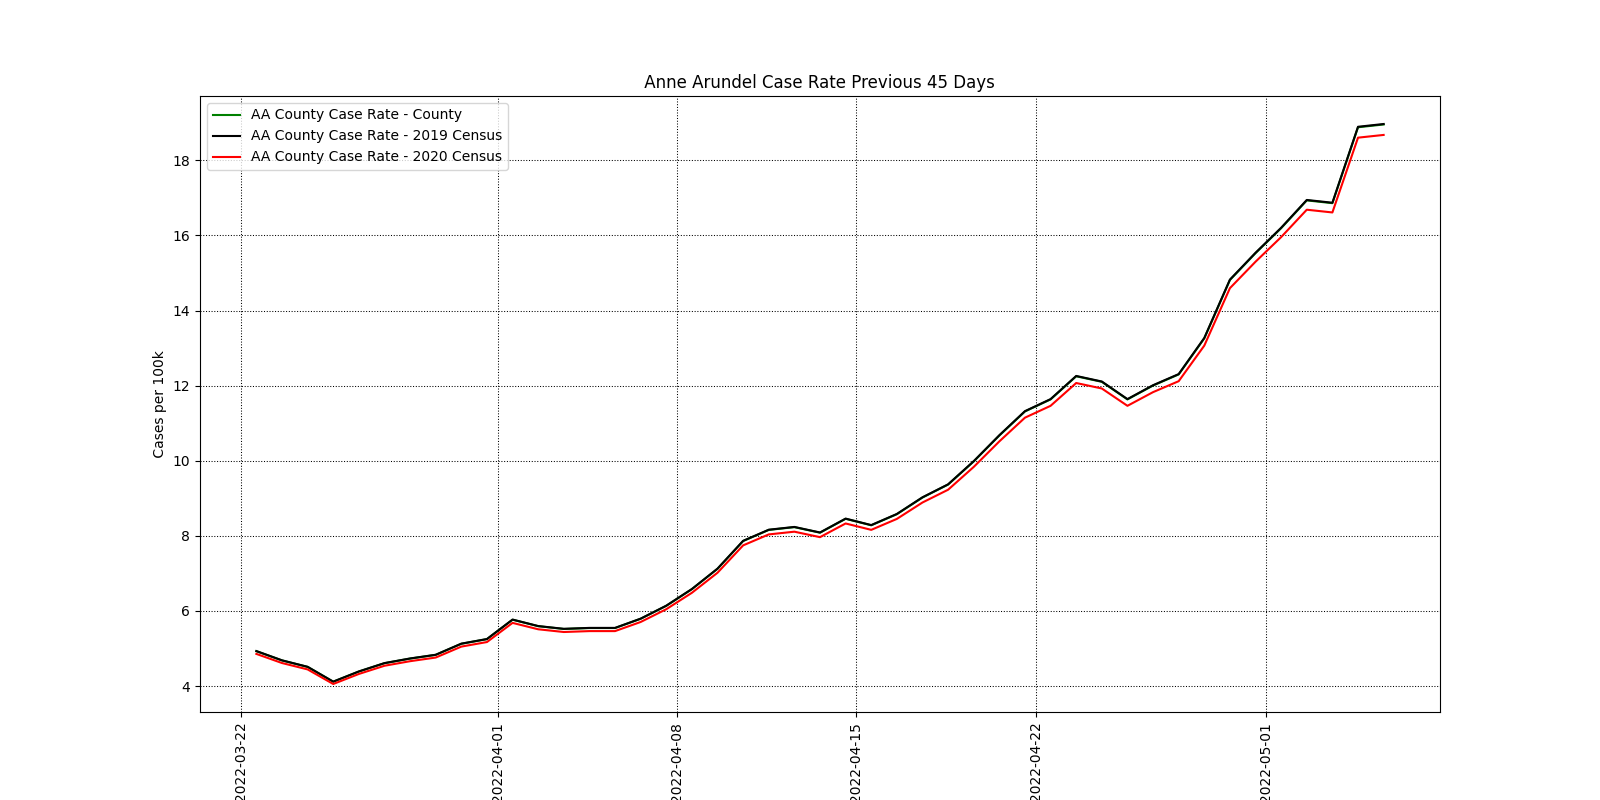 Anne Arundel Case Rate Previous 45 Days
AA County Case Rate - County
AA County Case Rate - 2019 Census
AA County Case Rate - 2020 Census
18
16
14
12
10
8
6
4
Cases per 100k
2022-03-22
2022-04-01
2022-04-08
2022-04-15
2022-04-22
2022-05-01